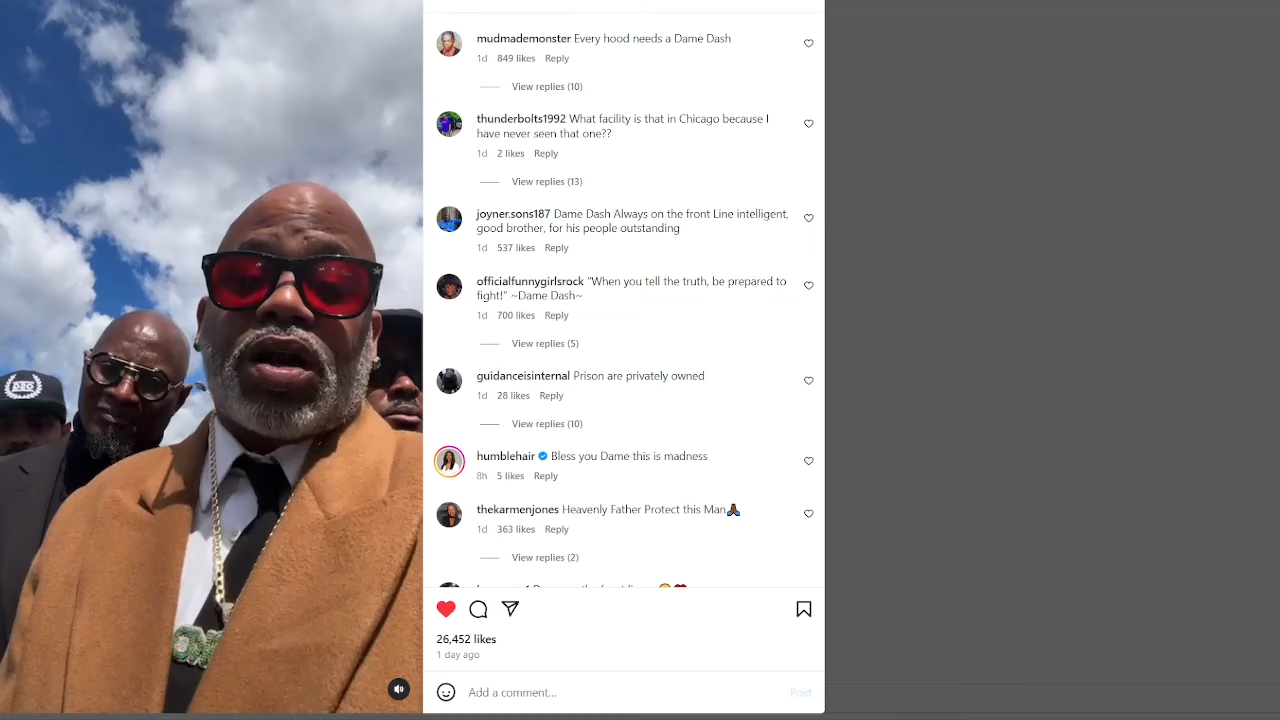 mudmademonster Every hood needs a Dame Dash
1d 849 likes Reply
View replies (10)
thunderbolts1992 What facility is that in Chicago because I
have never seen that one??
1d 2 likes Reply
View replies (13)
joyner.sons187 Dame Dash Always on the front Line intelligent,
good brother, for his people outstanding
1d 537 likes Reply
officialfunnygirlsrock "When you tell the truth, be prepared to
fight!" ~Dame Dash~
1d 700 likes Reply
View replies (5)
guidanceisinternal Prison are privately owned
1d 28 likes Reply
View replies (10)
humblehair Bless you Dame this is madness
8h 5 likes Reply
thekarmenjones Heavenly Father Protect this Man🙏🏿
1d 363 likes Reply
View replies (2)
26,452 likes
1 day ago
Add a comment...
Post